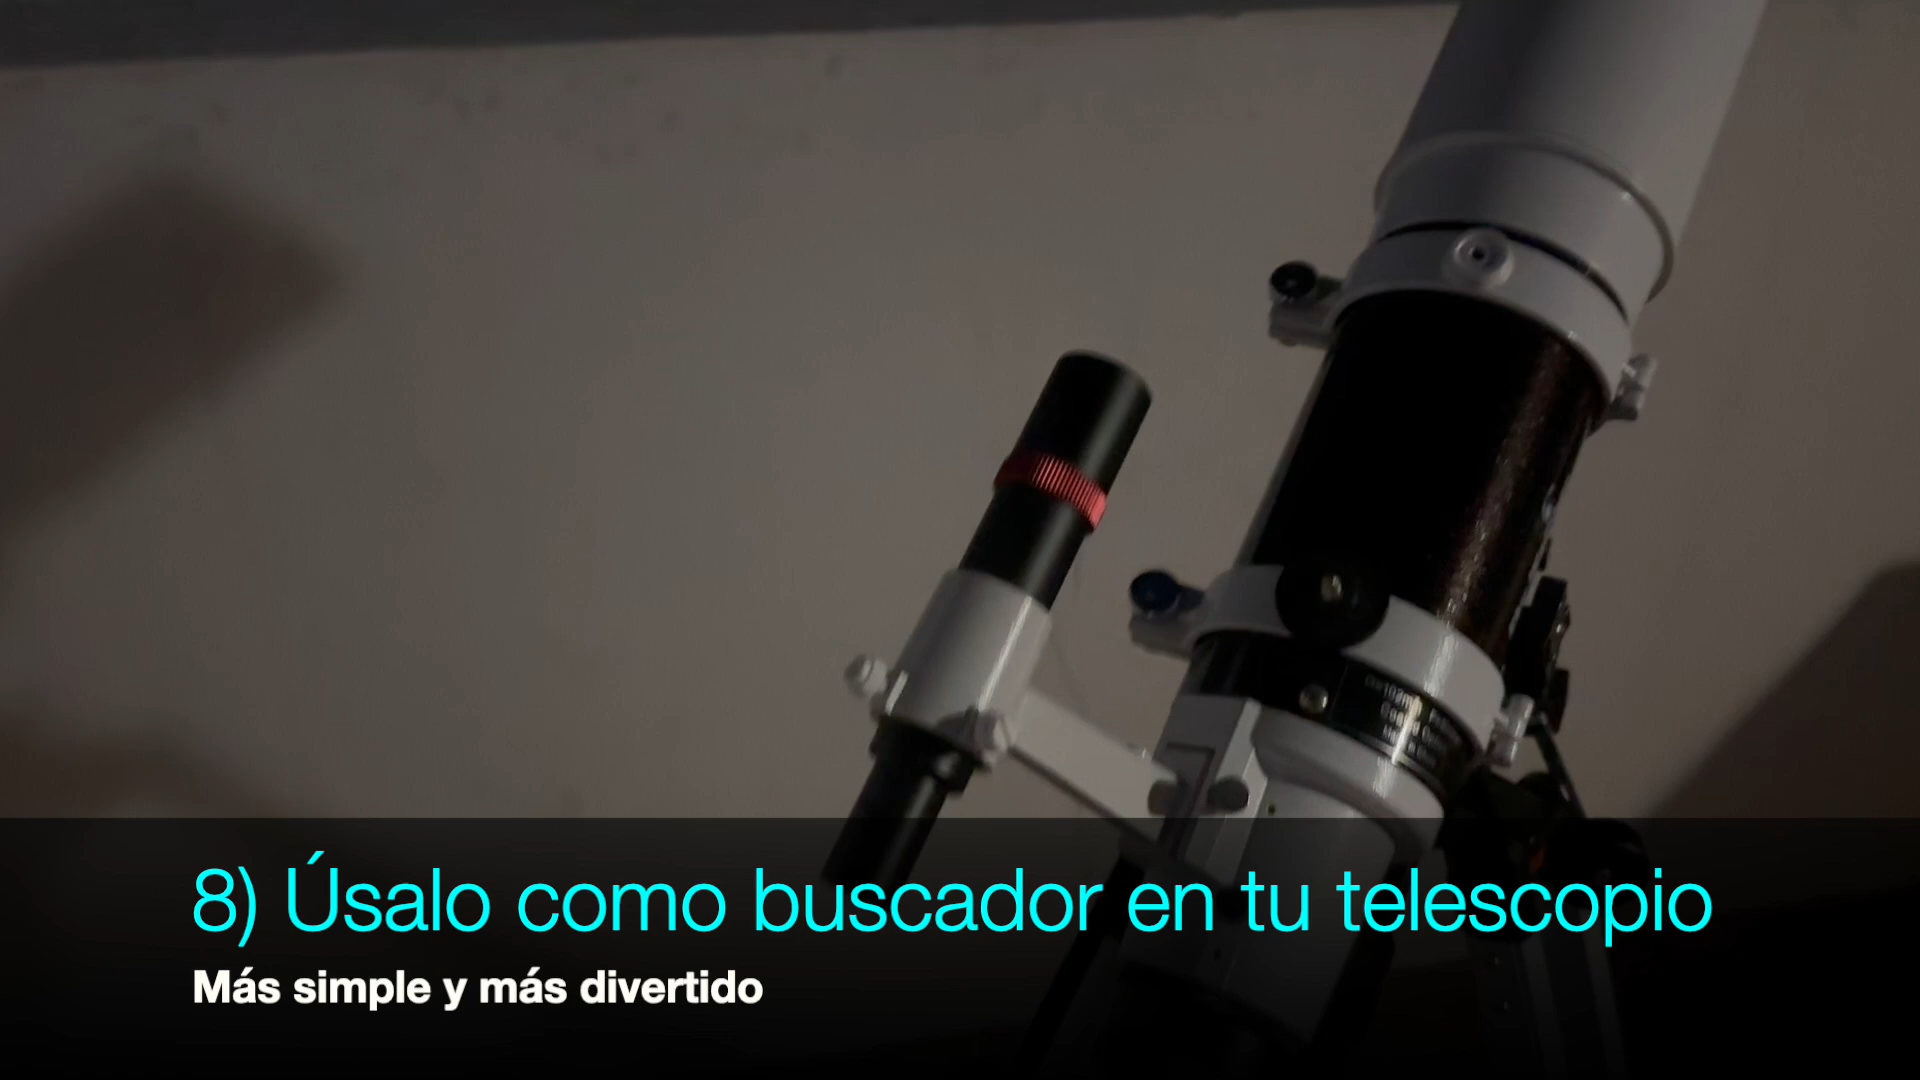 8) Úsalo como buscador en tu telescopio
Más simple y más divertido